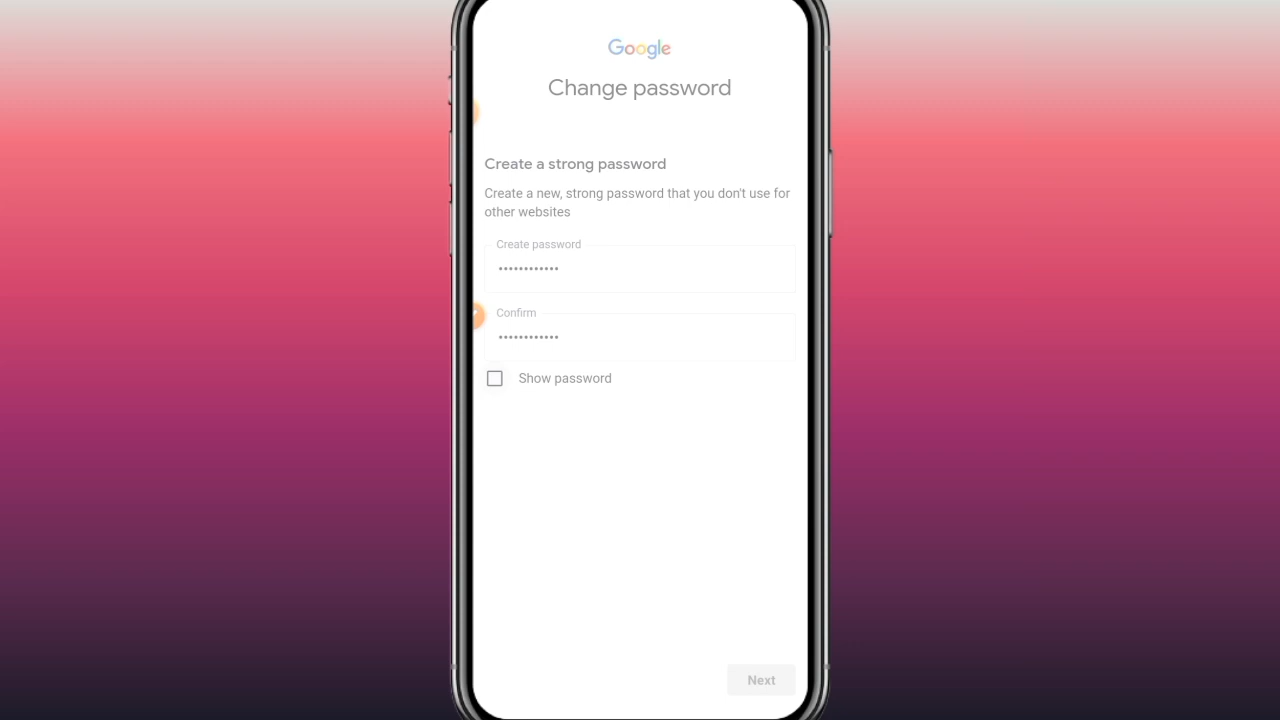 Google
Change password
Create a strong password
Create a new, strong password that you don't use for
other websites
Create password
••••••••••••
Confirm
••••••••••••
Show password
Next